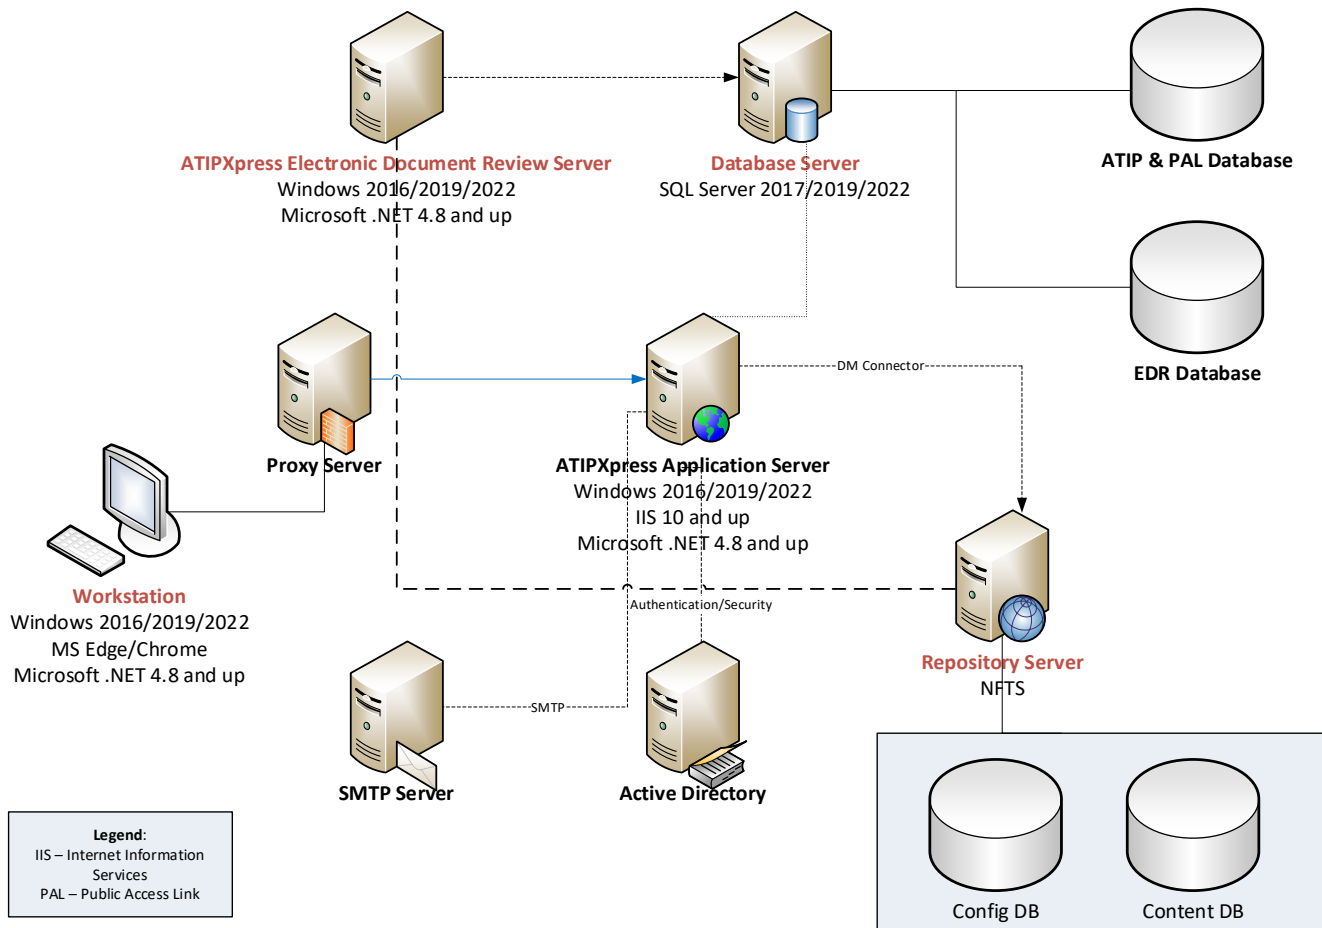 ATIPXpress Electronic Document Review Server
Windows 2016/2019/2022
Microsoft .NET 4.8 and up
Database Server
SQL Server 2017/2019/2022
ATIP & PAL Database
EDR Database
Proxy Server
ATIPXpress Application Server
Windows 2016/2019/2022
IIS 10 and up
Microsoft .NET 4.8 and up
DM Connector
Workstation
Windows 2016/2019/2022
MS Edge/Chrome
Microsoft .NET 4.8 and up
Authentication/Security
SMTP
Repository Server
NFTS
SMTP Server
Active Directory
Legend:
IIS – Internet Information
Services
PAL – Public Access Link
Config DB
Content DB